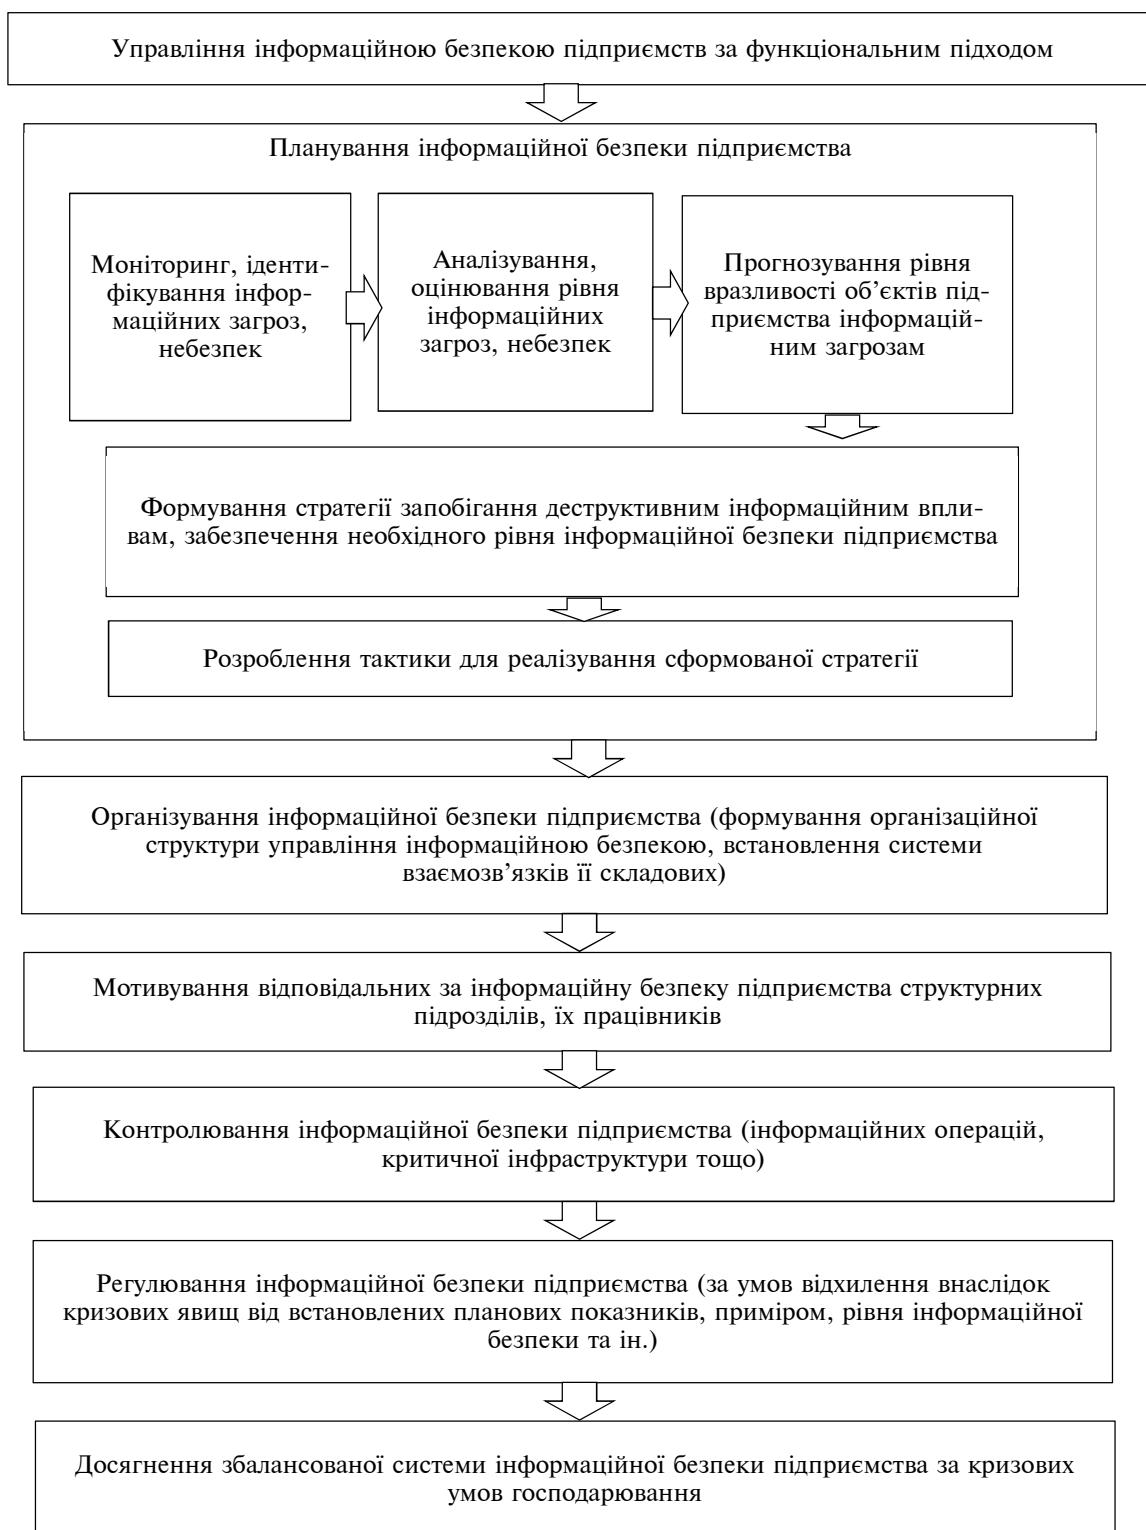 Управління інформаційною безпекою підприємств за функціональним підходом
Планування інформаційної безпеки підприємства
Моніторинг, іденти-
фікування інфор-
маційних загроз,
небезпек
Аналізування,
оцінювання рівня
інформаційних
загроз, небезпек
Прогнозування рівня
вразливості об’єктів під-
приємства інформацій-
ним загрозам
Формування стратегії запобігання деструктивним інформаційним впли-
вам, забезпечення необхідного рівня інформаційної безпеки підприємства
Розроблення тактики для реалізування сформованої стратегії
Організування інформаційної безпеки підприємства (формування організаційної
структури управління інформаційною безпекою, встановлення системи
взаємозв’язків її складових)
Мотивування відповідальних за інформаційну безпеку підприємства структурних
підрозділів, їх працівників
Контролювання інформаційної безпеки підприємства (інформаційних операцій,
критичної інфраструктури тощо)
Регулювання інформаційної безпеки підприємства (за умов відхилення внаслідок
кризових явищ від встановлених планових показників, приміром, рівня інформаційної
безпеки та ін.)
Досягнення збалансованої системи інформаційної безпеки підприємства за кризових
умов господарювання